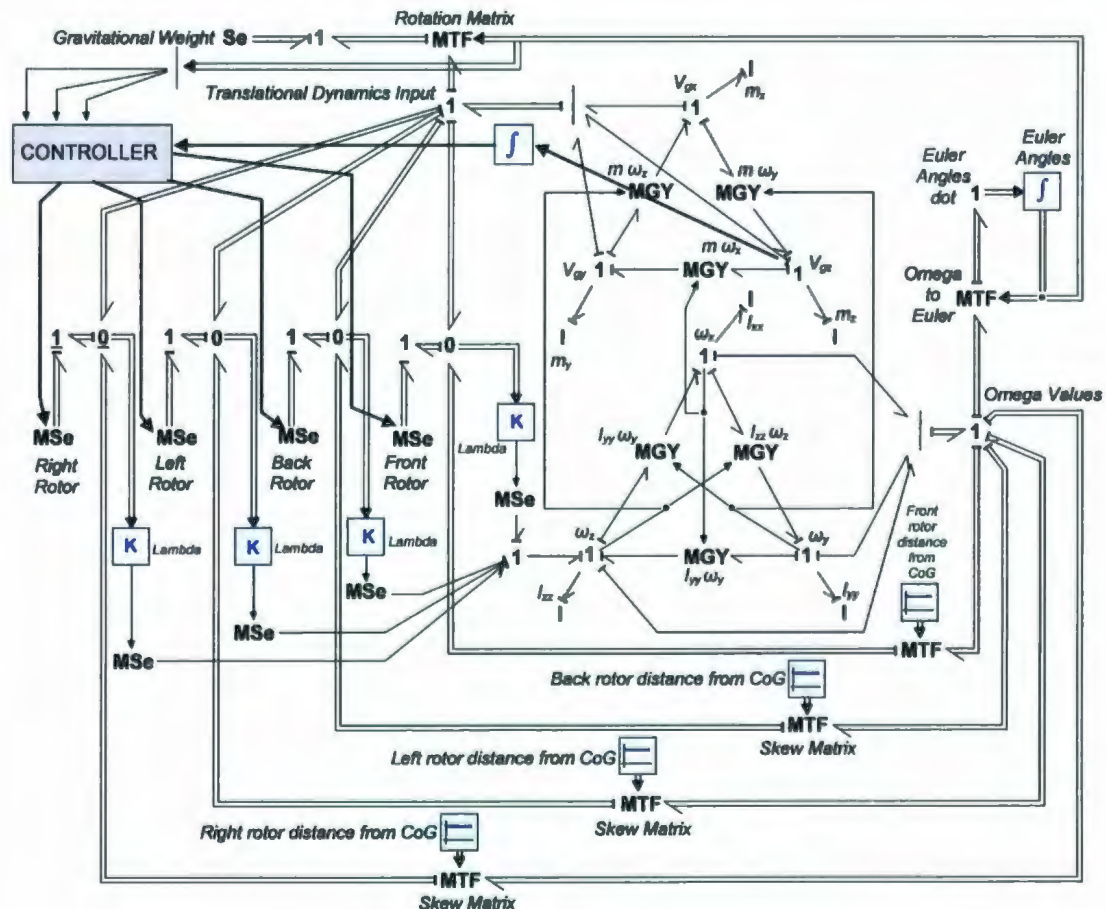 Rotation Matrix
Gravitational Weight Se 1 MTF
Translational Dynamics Input 1
CONTROLLER
∫
V_gx
1
I
m_x
m ω_z
MGY
m ω_y
MGY
V_gy 1
m ω_x
MGY
1 V_gz
I
m_y
m_z
I
Euler
Angles
dot
1
Euler
Angles
∫
Omega
to
Euler
MTF
Omega Values
1
1 0 1 0 1 0 1 0
MSe
Right
Rotor
MSe
Left
Rotor
MSe
Back
Rotor
MSe
Front
Rotor
K
Lambda
MSe
K Lambda
K Lambda
K Lambda
MSe
MSe
MSe
1
I
I_xx
ω_x
1
I_yy ω_y
MGY
I_zz ω_z
MGY
ω_z
1
MGY
I_yy ω_y
ω_y
1
I_zz
I
I_yy
I
Front
rotor
distance
from
CoG
MTF
Back rotor distance from CoG
MTF
Skew Matrix
Left rotor distance from CoG
MTF
Skew Matrix
Right rotor distance from CoG
MTF
Skew Matrix